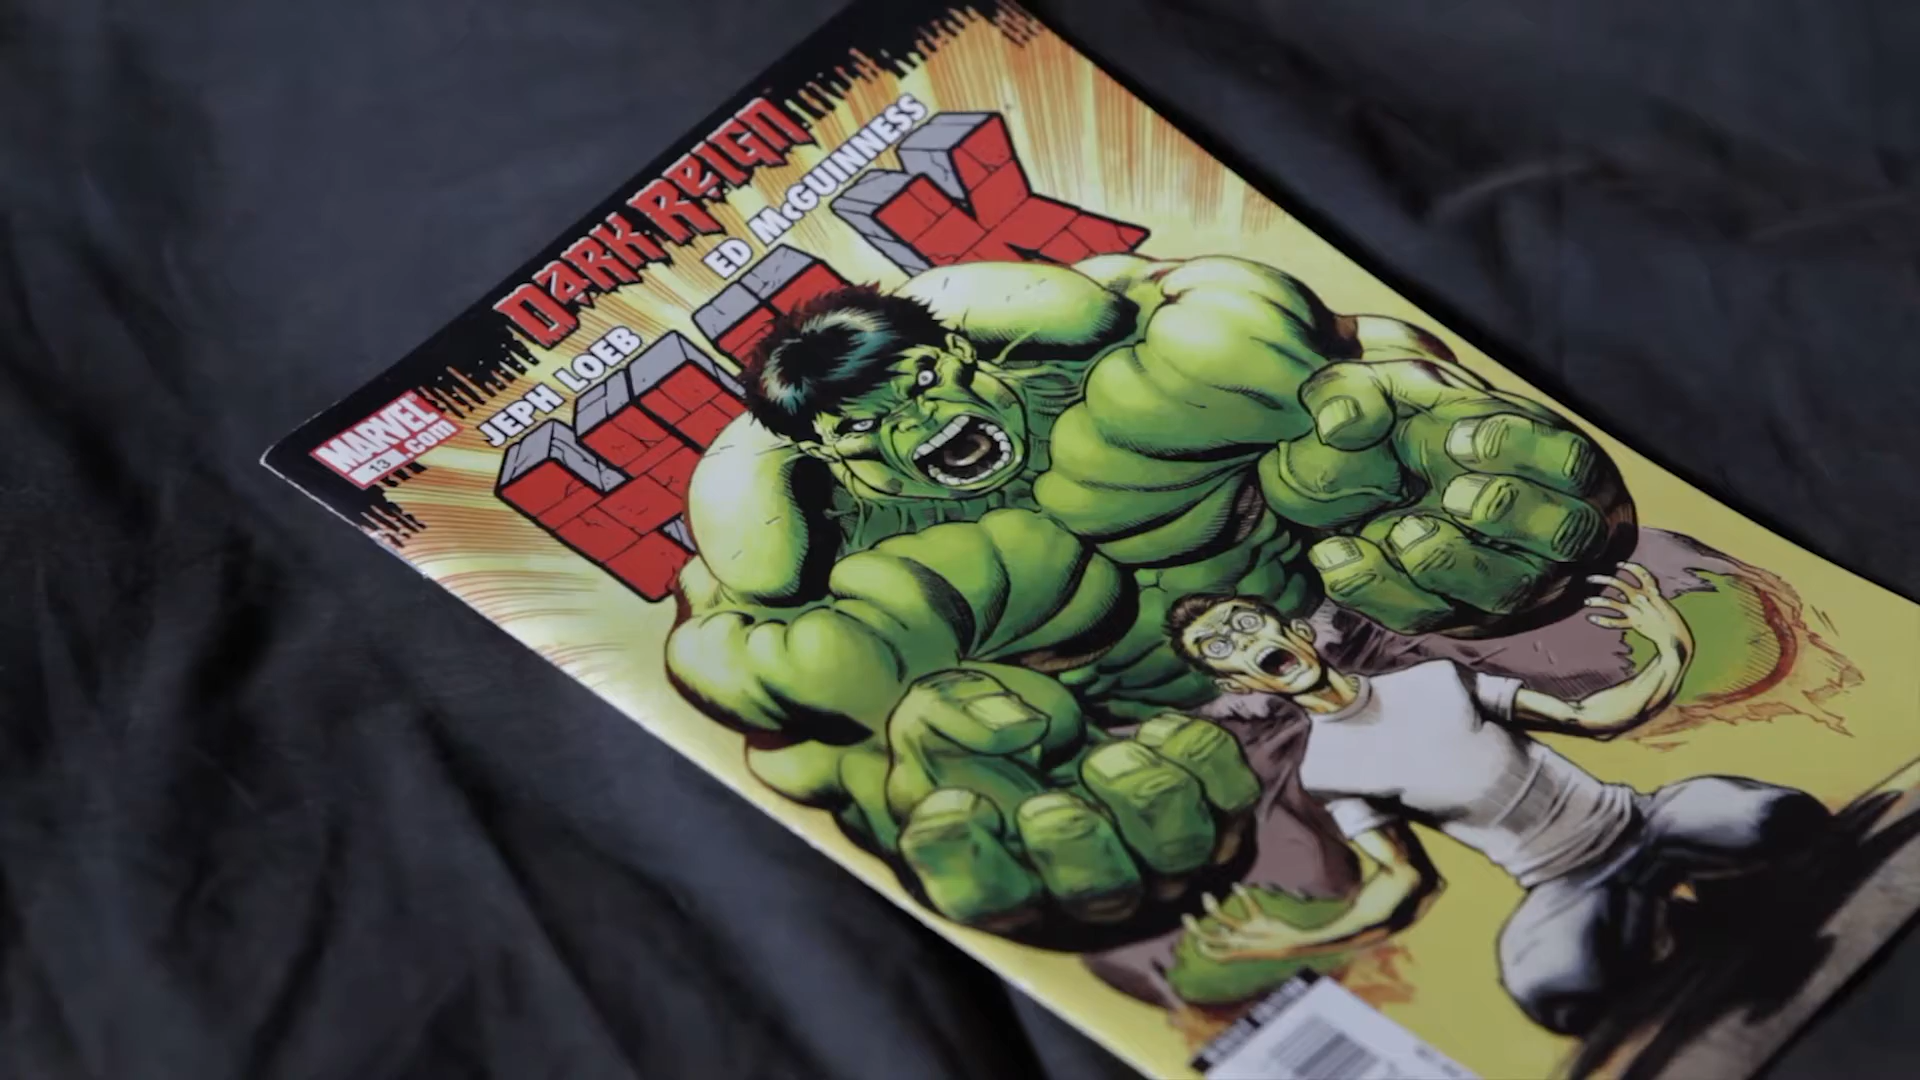 DARK REIGN
JEPH LOEB ED McGUINNESS
HULK
MARVEL
13 .com